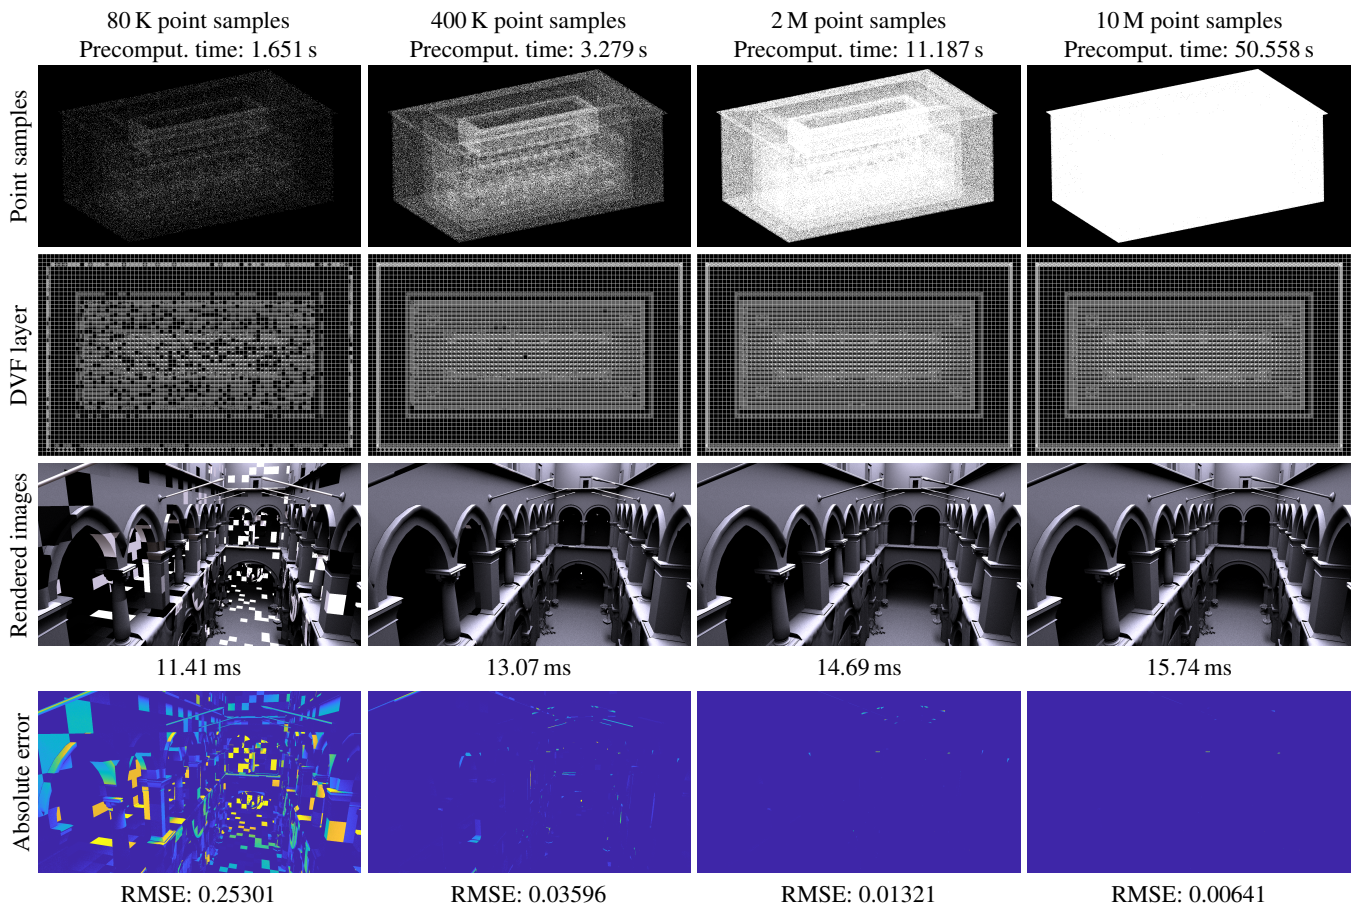 80 K point samples
Precomput. time: 1.651 s
400 K point samples
Precomput. time: 3.279 s
2 M point samples
Precomput. time: 11.187 s
10 M point samples
Precomput. time: 50.558 s
Point samples
DVF layer
Rendered images
11.41 ms
13.07 ms
14.69 ms
15.74 ms
Absolute error
RMSE: 0.25301
RMSE: 0.03596
RMSE: 0.01321
RMSE: 0.00641